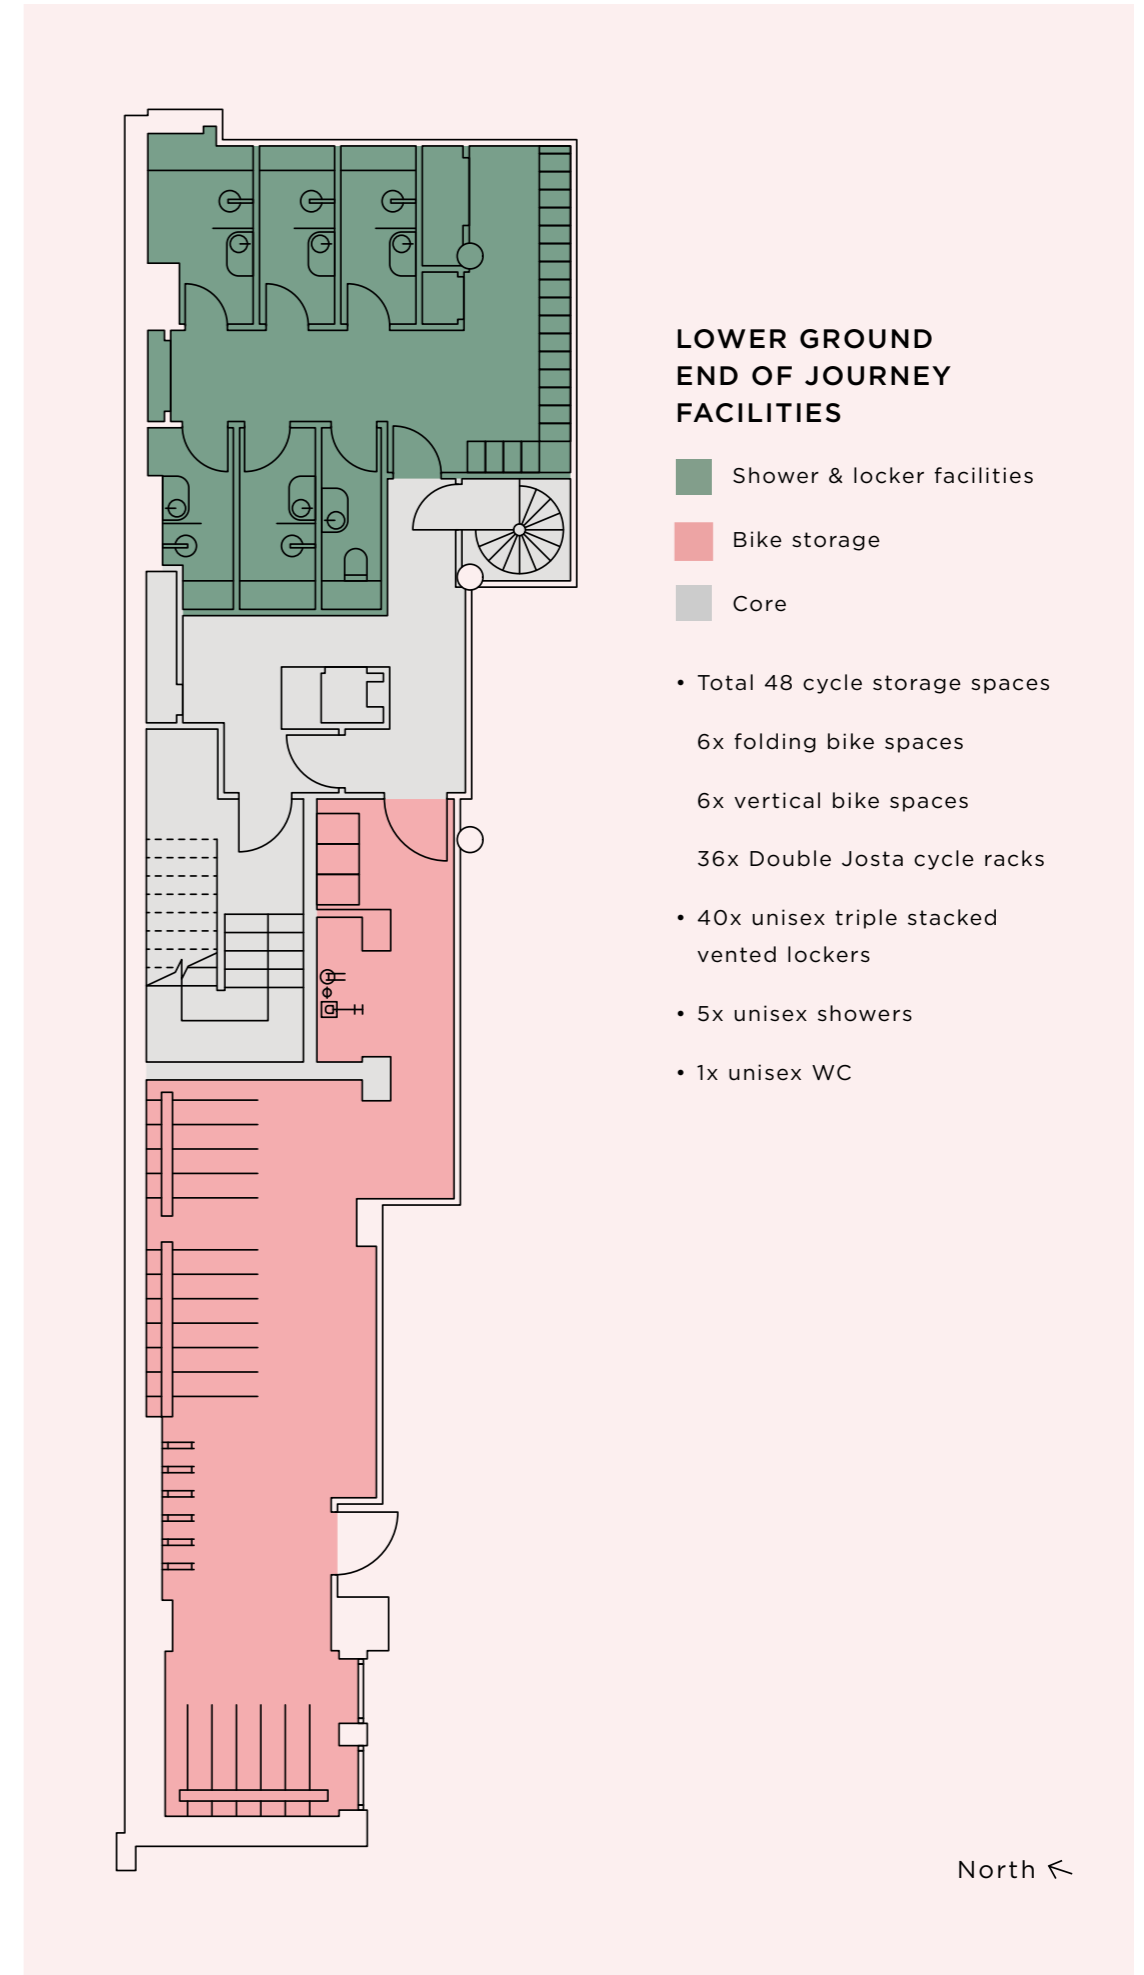 LOWER GROUND
END OF JOURNEY
FACILITIES
Shower & locker facilities
Bike storage
Core
• Total 48 cycle storage spaces
6x folding bike spaces
6x vertical bike spaces
36x Double Josta cycle racks
• 40x unisex triple stacked
vented lockers
• 5x unisex showers
• 1x unisex WC
North